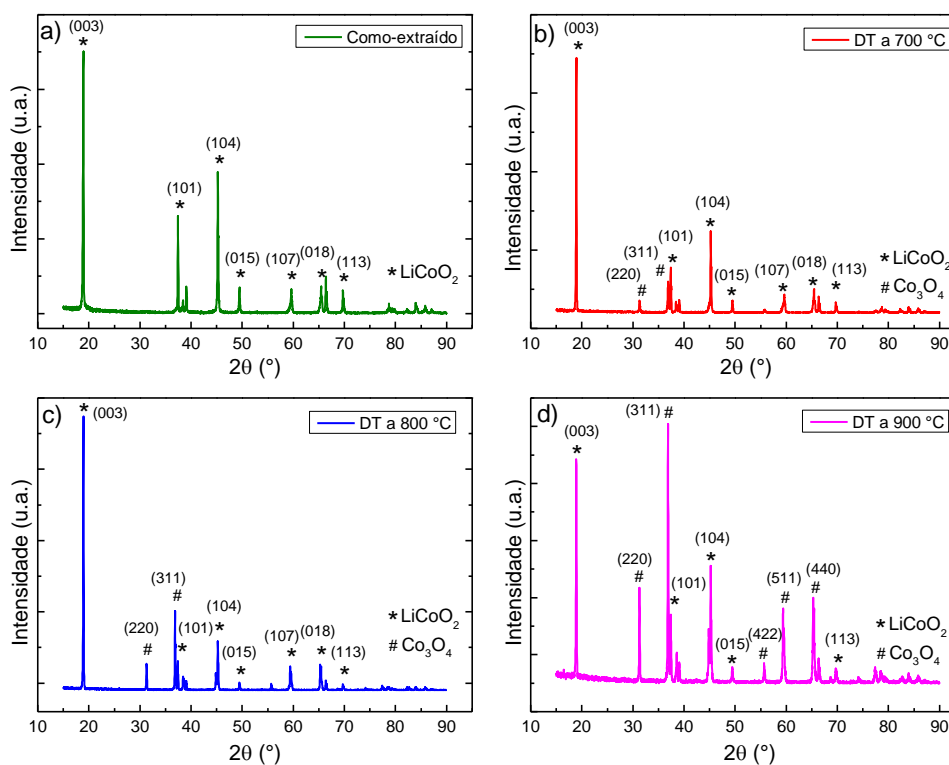 a)
Como-extraído
(003)
*
(104)
*
(101)
*
(015)
*
(107)
*
(018)
*
(113)
*
* LiCoO₂
Intensidade (u.a.)
10 20 30 40 50 60 70 80 90
2θ (°)
b)
DT a 700 °C
(003)
*
(104)
*
(311)
#
(101)
*
(220)
#
(015)
*
(107)
*
(018)
*
(113)
*
* LiCoO₂
# Co₃O₄
Intensidade (u.a.)
10 20 30 40 50 60 70 80 90
2θ (°)
c)
DT a 800 °C
* (003)
(311)
#
(220)
#
(101)
*
(104)
*
(015)
*
(107)
*
(018)
*
(113)
*
* LiCoO₂
# Co₃O₄
Intensidade (u.a.)
10 20 30 40 50 60 70 80 90
2θ (°)
d)
DT a 900 °C
(311) #
(003)
*
(220)
#
(101)
*
(104)
*
(015)
*
(422)
#
(511)
#
(440)
#
(113)
*
* LiCoO₂
# Co₃O₄
Intensidade (u.a.)
10 20 30 40 50 60 70 80 90
2θ (°)